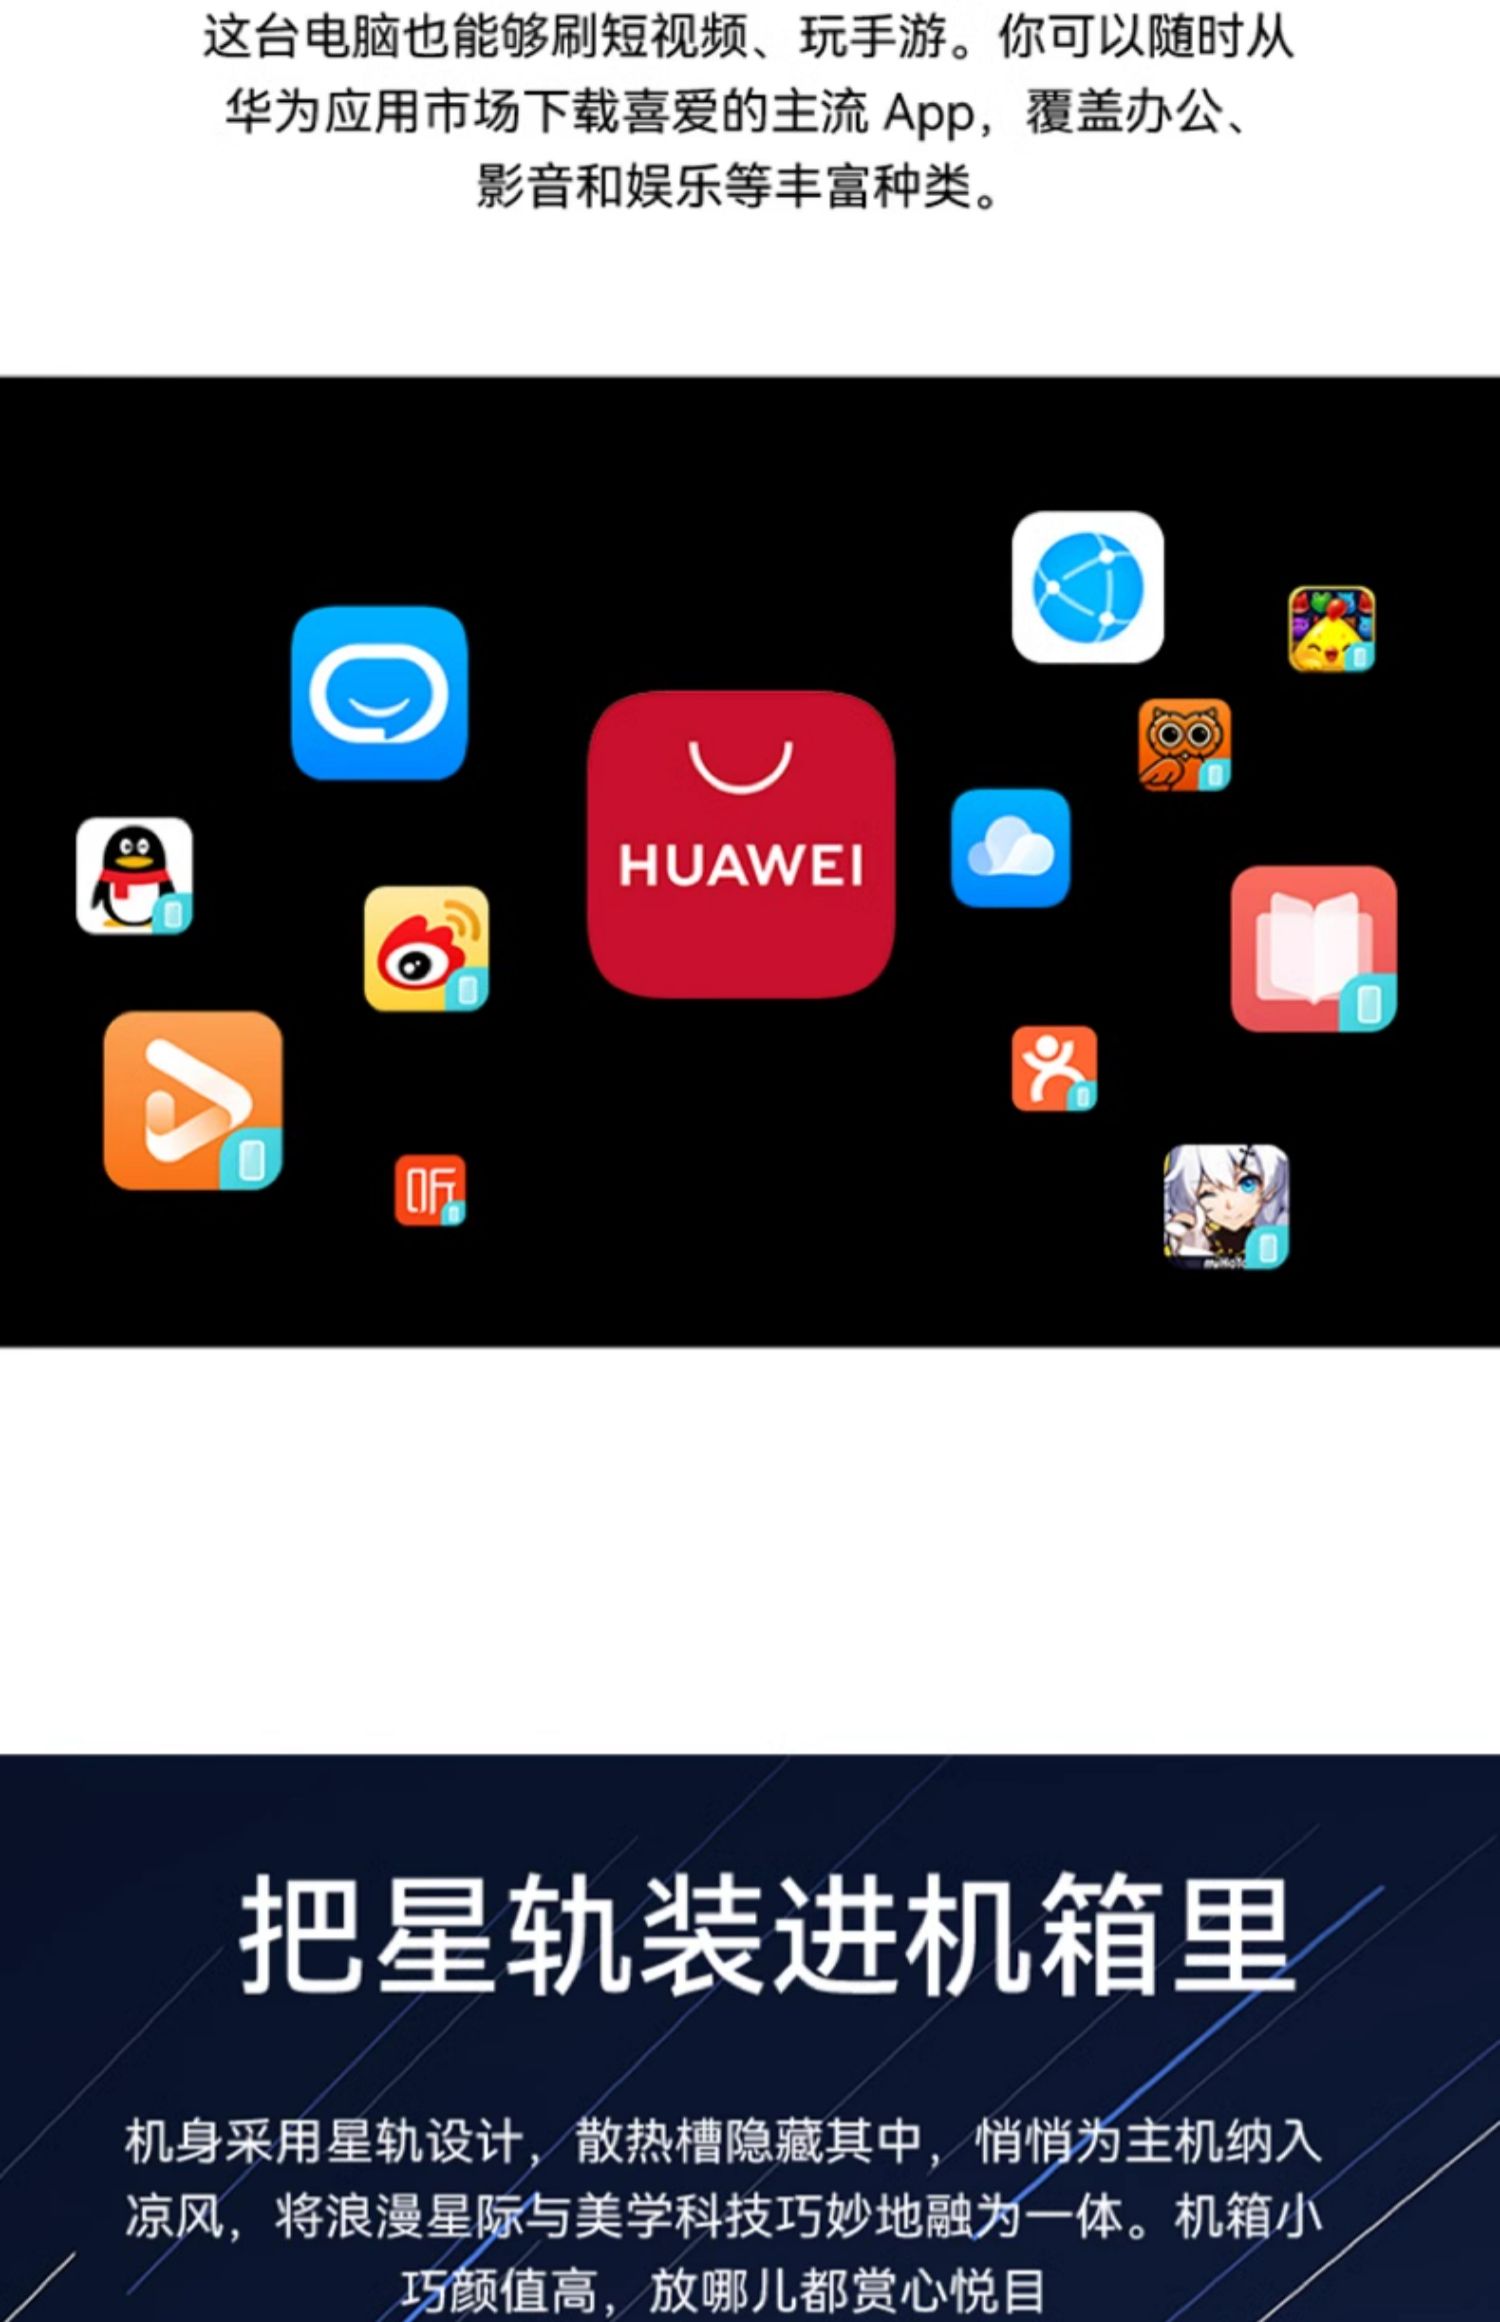 这台电脑也能够刷短视频、玩手游。你可以随时从
华为应用市场下载喜爱的主流 App，覆盖办公、
影音和娱乐等丰富种类。
HUAWEI
听
把星轨装进机箱里
机身采用星轨设计，散热槽隐藏其中，悄悄为主机纳入
凉风，将浪漫星际与美学科技巧妙地融为一体。机箱小
巧颜值高，放哪儿都赏心悦目